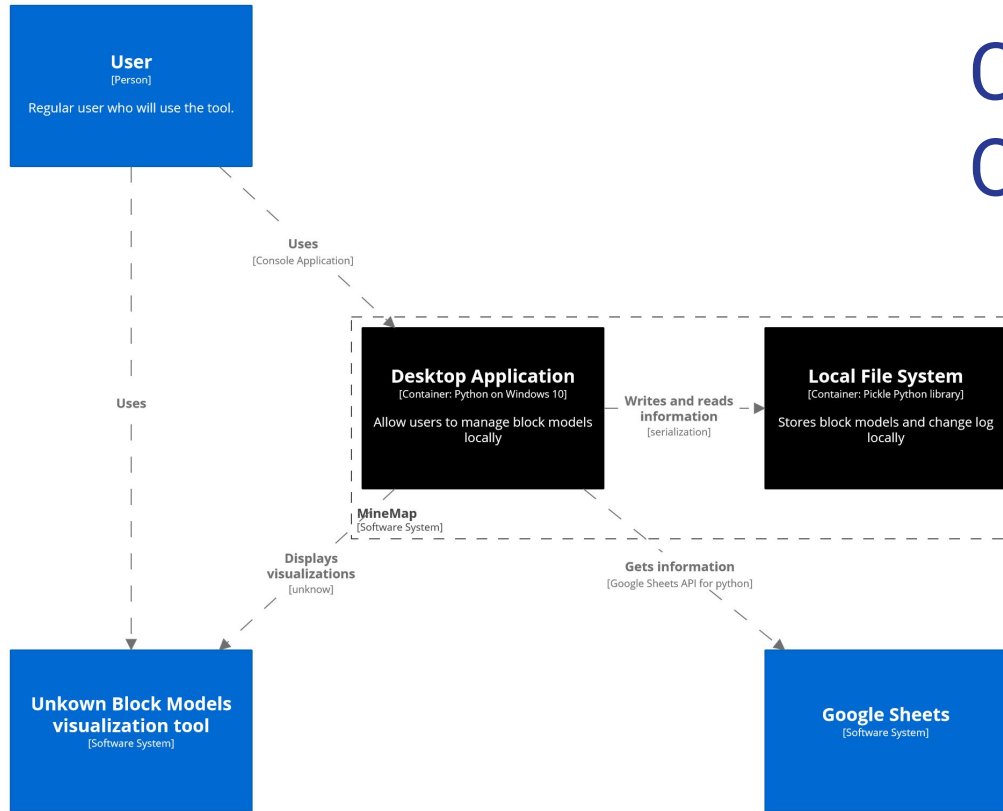 User
[Person]
Regular user who will use the tool.
Uses
[Console Application]
Desktop Application
[Container: Python on Windows 10]
Allow users to manage block models
locally
Writes and reads
information
[serialization]
Local File System
[Container: Pickle Python library]
Stores block models and change log
locally
Uses
MineMap
[Software System]
Displays
visualizations
[unknow]
Gets information
[Google Sheets API for python]
Unkown Block Models
visualization tool
[Software System]
Google Sheets
[Software System]